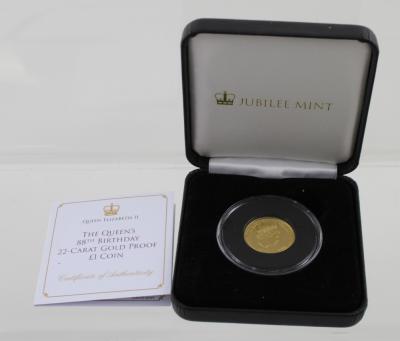 JUBILEE MINT
QUEEN ELIZABETH II
THE QUEEN'S
88TH BIRTHDAY
22-CARAT GOLD PROOF
£1 COIN
Certificate of Authenticity